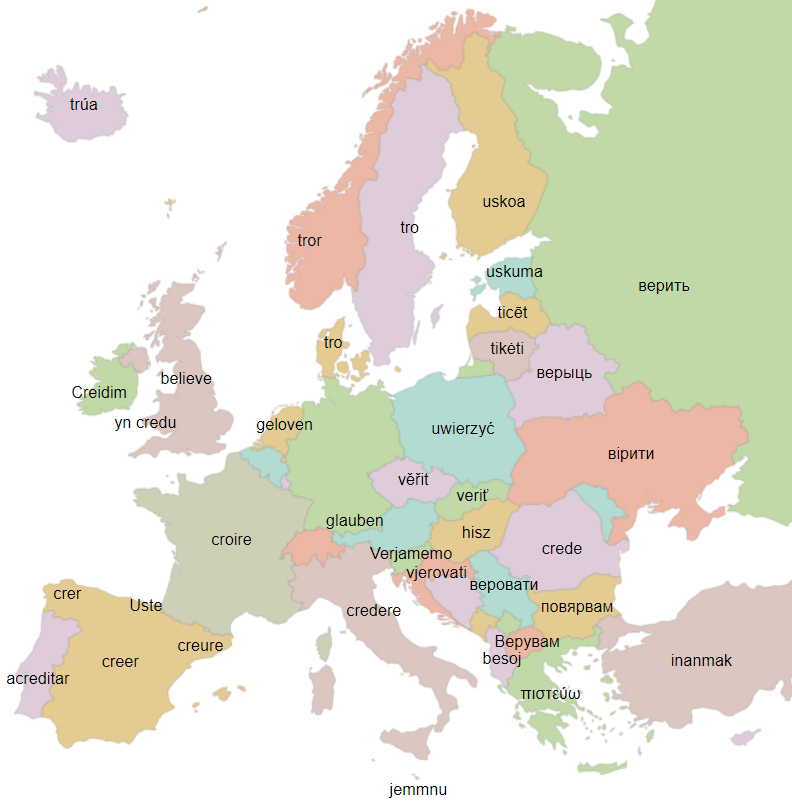 trúa
uskoa
tro
tror
uskuma
верить
ticēt
tro
tikėti
верыць
believe
Creidim
yn credu
geloven
uwierzyć
вірити
věřit
veriť
glauben
hisz
croire
crede
Verjamemo
vjerovati
веровати
crer
Uste
повярвам
credere
Верувам
creure
besoj
creer
inanmak
acreditar
πιστεύω
jemmnu